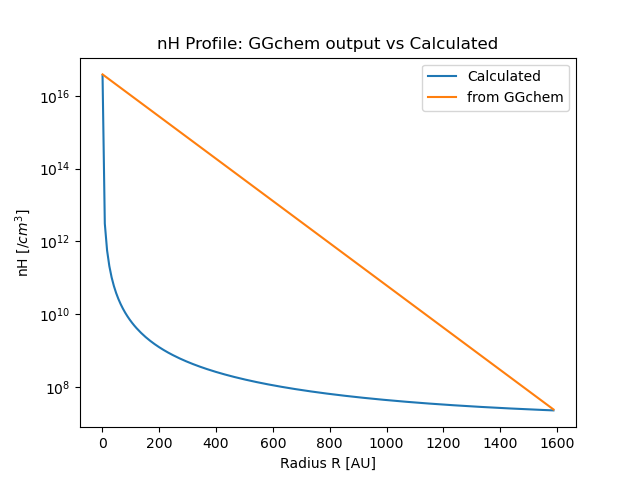 nH Profile: GGchem output vs Calculated
Calculated
from GGchem
10^16
10^14
10^12
10^10
10^8
nH [/cm^3]
0 200 400 600 800 1000 1200 1400 1600
Radius R [AU]